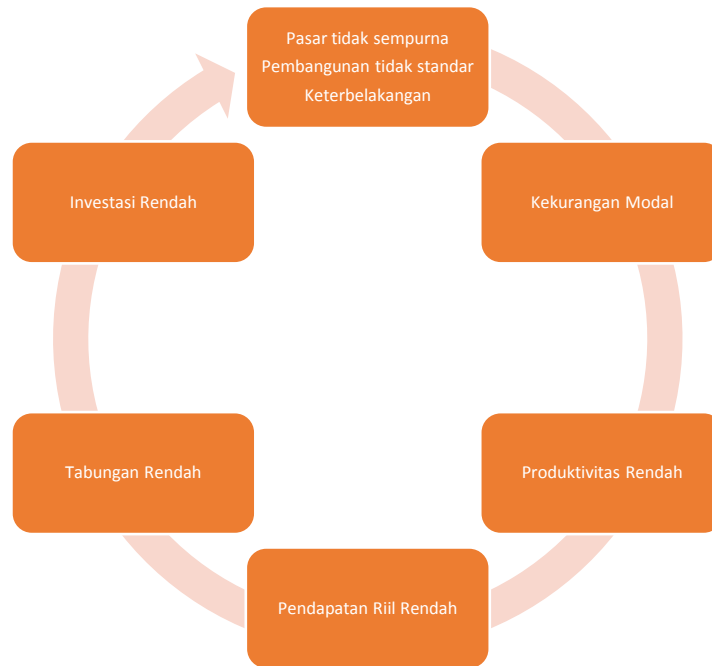 Pasar tidak sempurna
Pembangunan tidak standar
Keterbelakangan
Kekurangan Modal
Produktivitas Rendah
Pendapatan Riil Rendah
Tabungan Rendah
Investasi Rendah